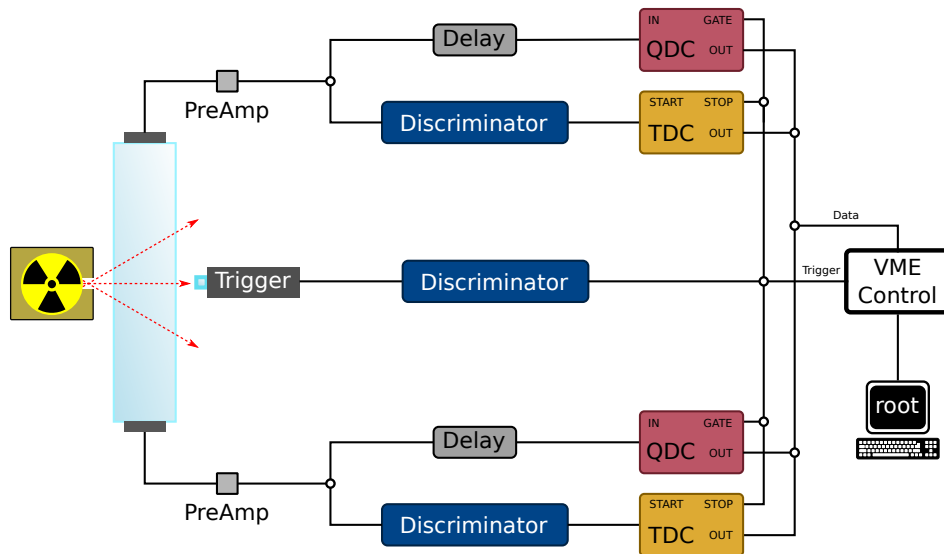 Delay
IN GATE
QDC OUT
PreAmp
Discriminator
START STOP
TDC OUT
Data
Trigger
Discriminator
Trigger
VME
Control
root
Delay
IN GATE
QDC OUT
PreAmp
Discriminator
START STOP
TDC OUT